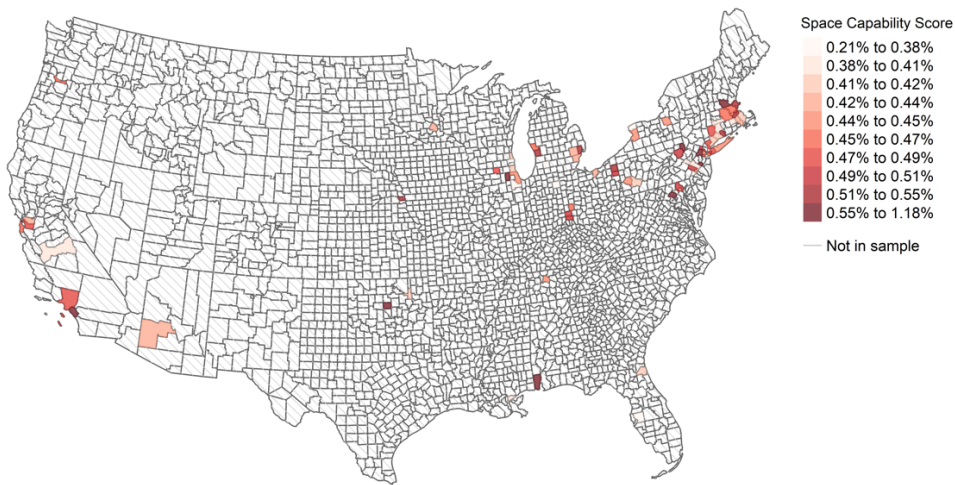 Space Capability Score
0.21% to 0.38%
0.38% to 0.41%
0.41% to 0.42%
0.42% to 0.44%
0.44% to 0.45%
0.45% to 0.47%
0.47% to 0.49%
0.49% to 0.51%
0.51% to 0.55%
0.55% to 1.18%
Not in sample